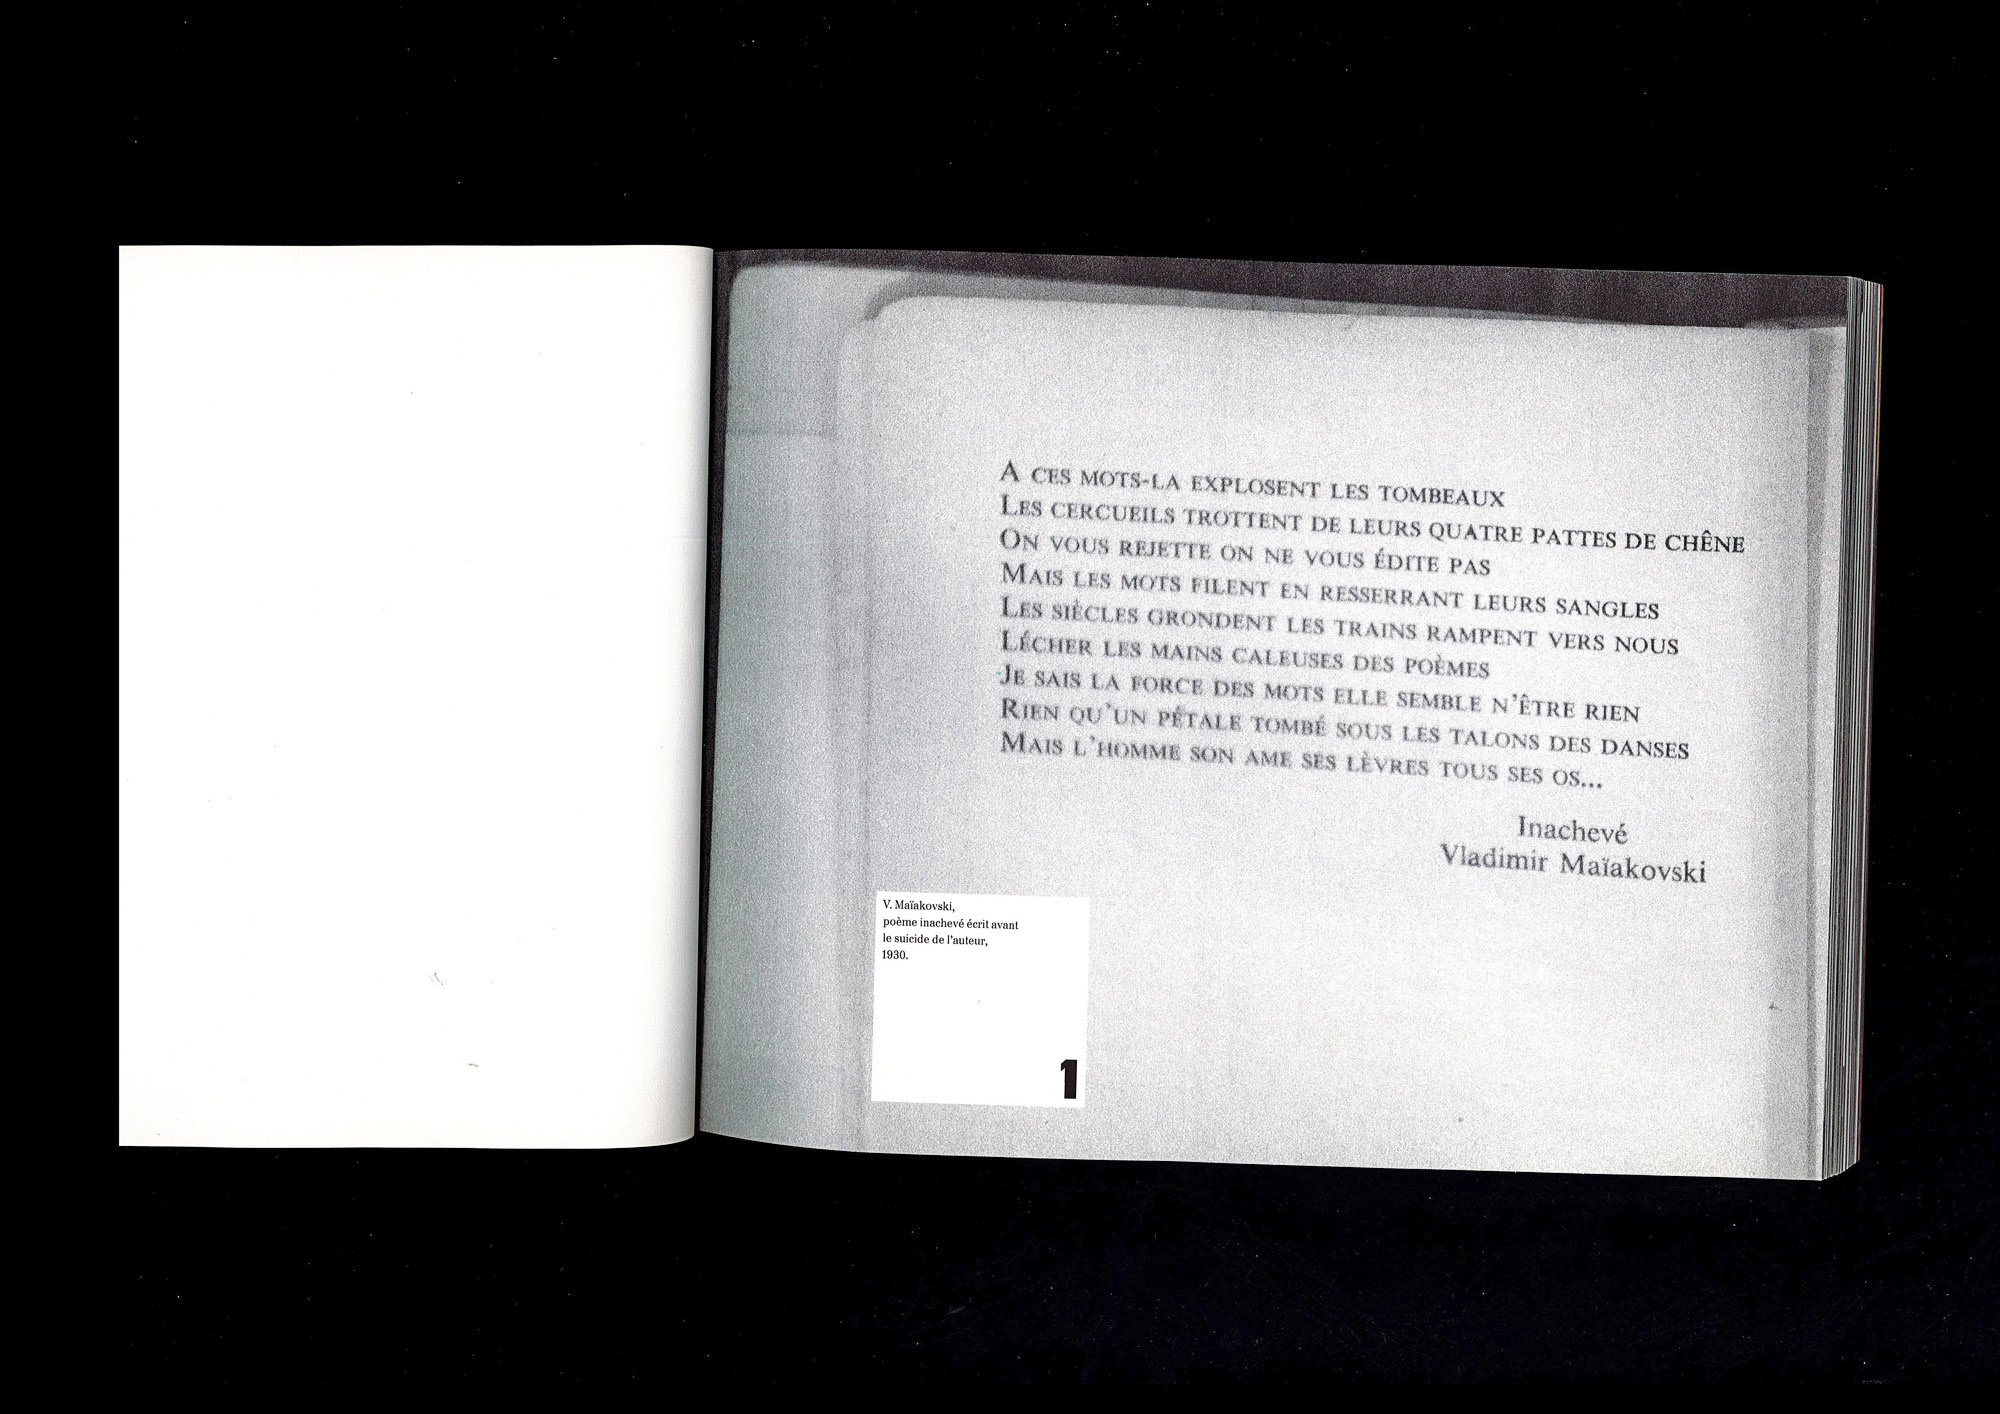 A CES MOTS-LA EXPLOSENT LES TOMBEAUX
LES CERCUEILS TROTTENT DE LEURS QUATRE PATTES DE CHÊNE
ON VOUS REJETTE ON NE VOUS ÉDITE PAS
MAIS LES MOTS FILENT EN RESSERRANT LEURS SANGLES
LES SIÈCLES GRONDENT LES TRAINS RAMPENT VERS NOUS
LÉCHER LES MAINS CALEUSES DES POÈMES
JE SAIS LA FORCE DES MOTS ELLE SEMBLE N'ÊTRE RIEN
RIEN QU'UN PÉTALE TOMBÉ SOUS LES TALONS DES DANSES
MAIS L'HOMME SON AME SES LÈVRES TOUS SES OS...
Inachevé
Vladimir Maïakovski
V. Maïakovski,
poème inachevé écrit avant
le suicide de l'auteur,
1930.
1